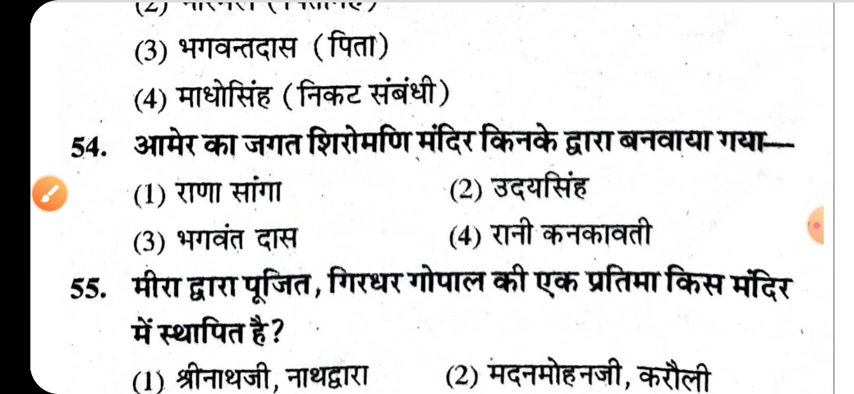 (3) भगवन्तदास (पिता)
(4) माधोसिंह (निकट संबंधी)
54. आमेर का जगत शिरोमणि मंदिर किनके द्वारा बनवाया गया—
(1) राणा सांगा (2) उदयसिंह
(3) भगवंत दास (4) रानी कनकावती
55. मीरा द्वारा पूजित, गिरधर गोपाल की एक प्रतिमा किस मंदिर
में स्थापित है?
(1) श्रीनाथजी, नाथद्वारा (2) मदनमोहनजी, करौली